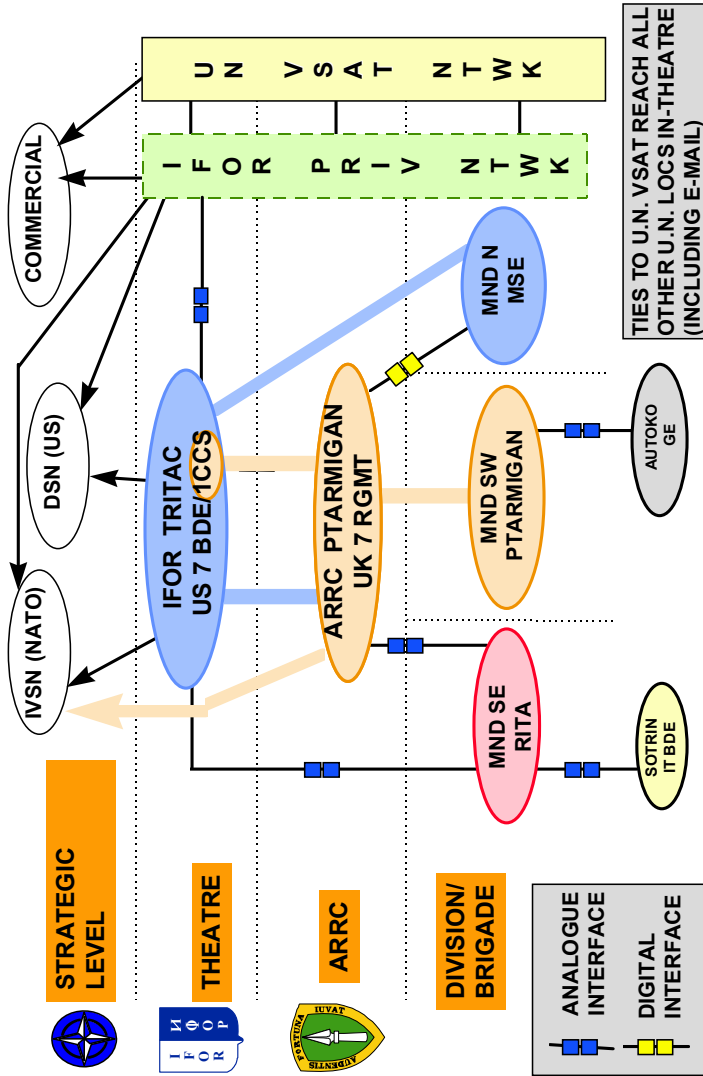 STRATEGIC
LEVEL
IVSN (NATO)
DSN (US)
COMMERCIAL
I F O R
И Ф О Р
THEATRE
IFOR TRITAC
US 7 BDE/1CCS
FORTUNA
AUDENTIS
IUVAT
ARRC
ARRC PTARMIGAN
UK 7 RGMT
DIVISION/
BRIGADE
MND SE
RITA
MND SW
PTARMIGAN
MND N
MSE
SOTRIN
IT BDE
AUTOKO
GE
IFOR PRIV NTWK
UN VSAT NTWK
ANALOGUE
INTERFACE
DIGITAL
INTERFACE
TIES TO U.N. VSAT REACH ALL
OTHER U.N. LOCS IN-THEATRE
(INCLUDING E-MAIL)